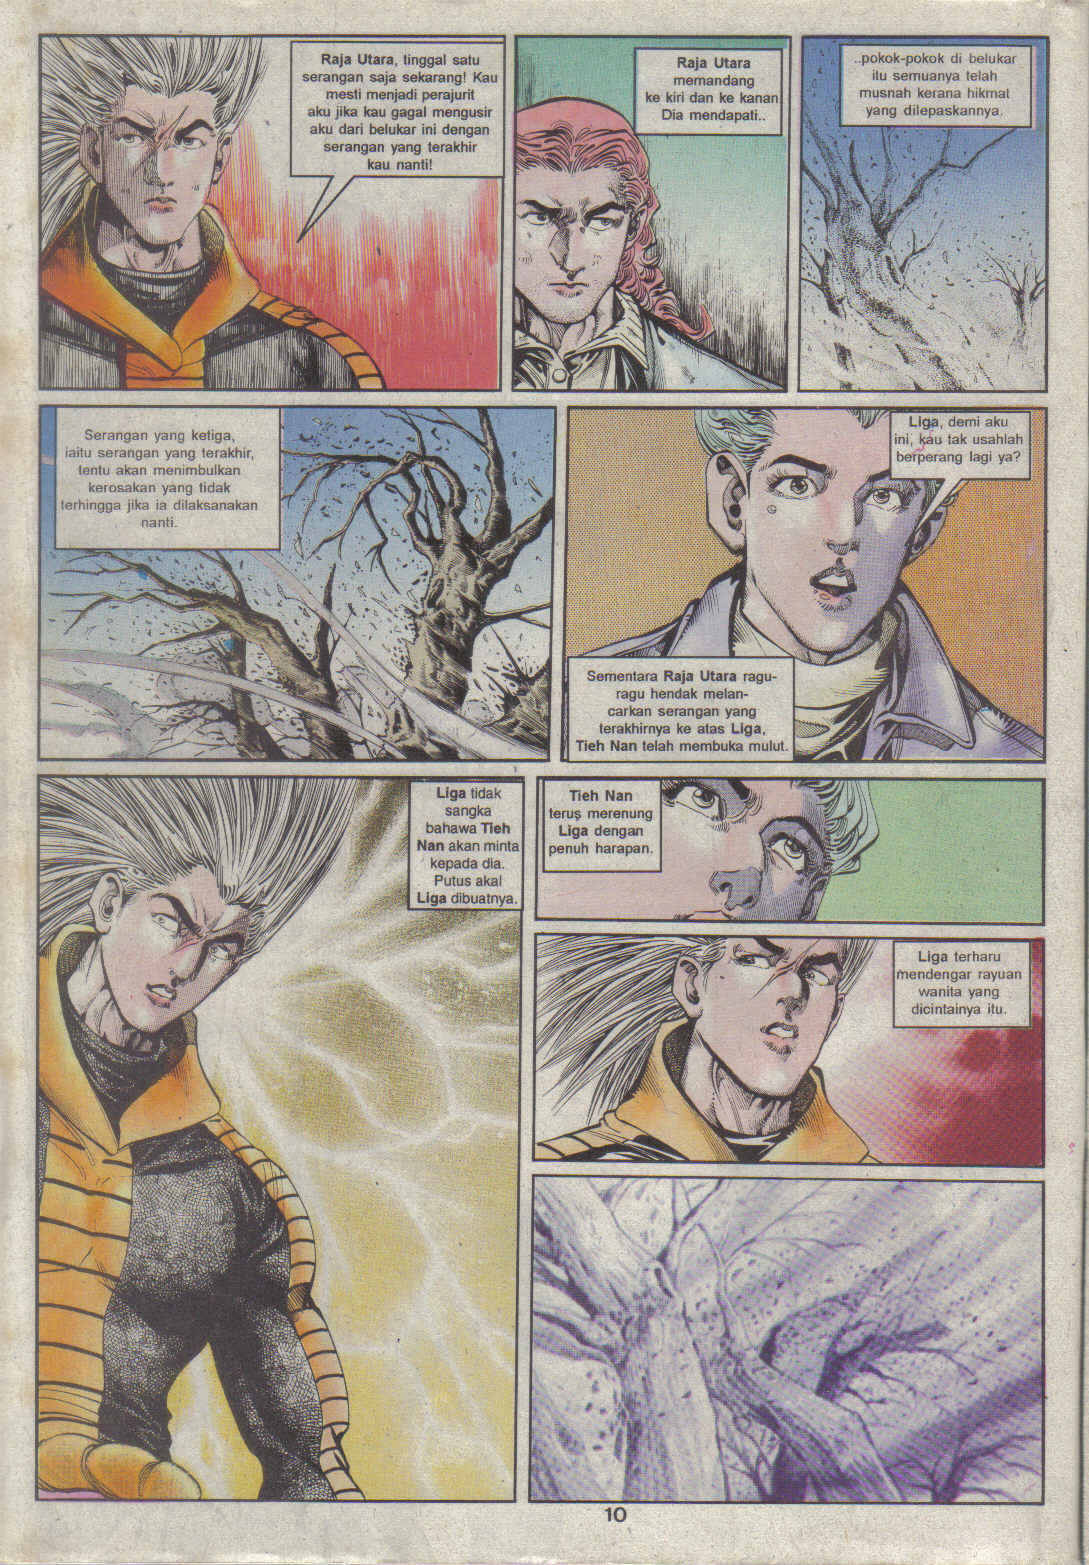 Raja Utara, tinggal satu
serangan saja sekarang! Kau
mesti menjadi perajurit
aku jika kau gagal mengusir
aku dari belukar ini dengan
serangan yang terakhir
kau nanti!
Raja Utara
memandang
ke kiri dan ke kanan.
Dia mendapati..
..pokok-pokok di belukar
itu semuanya telah
musnah kerana hikmat
yang dilepaskannya.
Serangan yang ketiga,
iaitu serangan yang terakhir,
tentu akan menimbulkan
kerosakan yang tidak
terhingga jika ia dilaksanakan
nanti.
Liga, demi aku
ini, kau tak usahlah
berperang lagi ya?
Sementara Raja Utara ragu-
ragu hendak melan-
carkan serangan yang
terakhirnya ke atas Liga,
Tieh Nan telah membuka mulut.
Liga tidak
sangka
bahawa Tieh
Nan akan minta
kepada dia.
Putus akal
Liga dibuatnya.
Tieh Nan
terus merenung
Liga dengan
penuh harapan.
Liga terharu
mendengar rayuan
wanita yang
dicintainya itu.
10